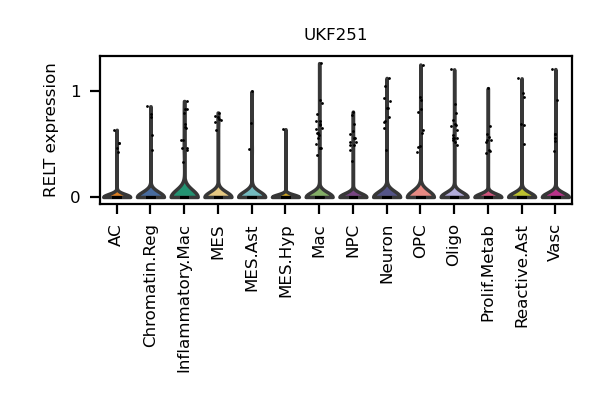 UKF251
RELT expression
1
0
AC
Chromatin.Reg
Inflammatory.Mac
MES
MES.Ast
MES.Hyp
Mac
NPC
Neuron
OPC
Oligo
Prolif.Metab
Reactive.Ast
Vasc